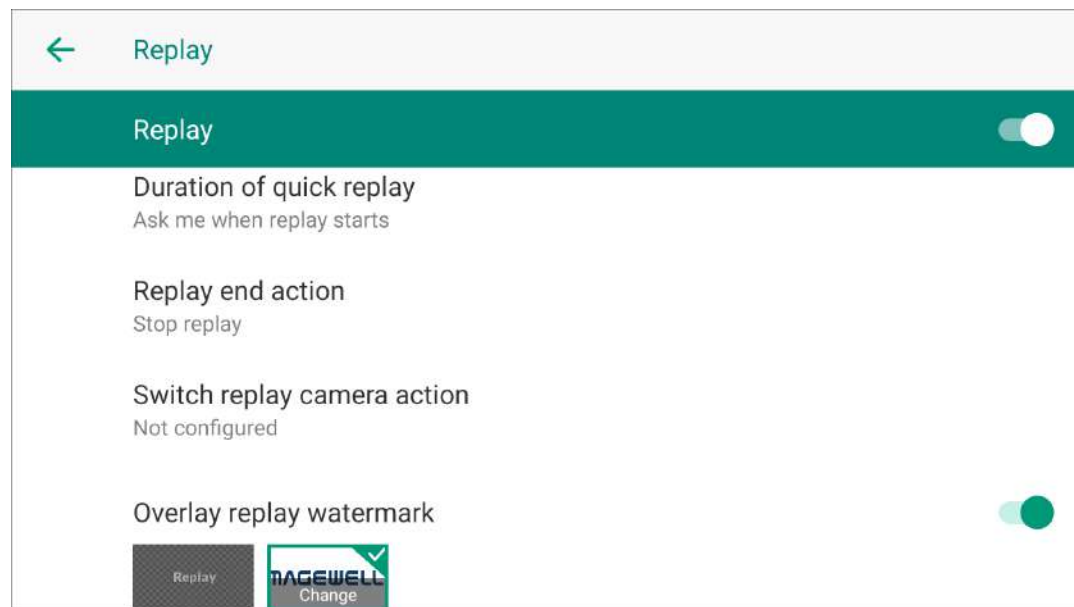 Replay
Replay
Duration of quick replay
Ask me when replay starts
Replay end action
Stop replay
Switch replay camera action
Not configured
Overlay replay watermark
Replay
MAGEWELL
Change